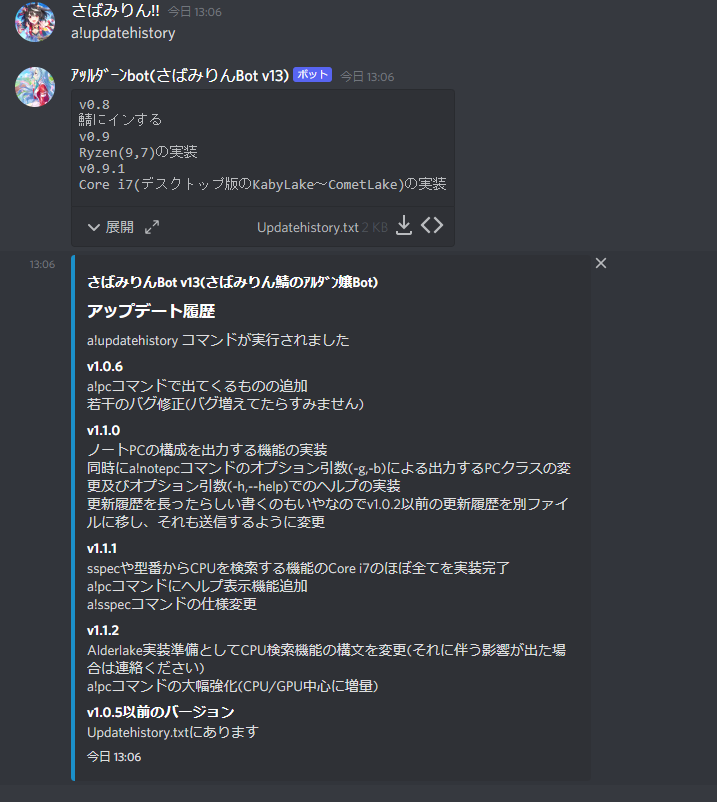 さばみりん!! 今日 13:06
a!updatehistory
ｱｯﾙﾀﾞｰﾝbot(さばみりんBot v13) ボット 今日 13:06
v0.8
鯖にインする
v0.9
Ryzen(9,7)の実装
v0.9.1
Core i7(デスクトップ版のKabyLake～CometLake)の実装
展開 Updatehistory.txt 2 KB
13:06
さばみりんBot v13(さばみりん鯖のｱﾙﾀﾞﾝ嬢Bot)
アップデート履歴
a!updatehistory コマンドが実行されました
v1.0.6
a!pcコマンドで出てくるものの追加
若干のバグ修正(バグ増えてたらすみません)
v1.1.0
ノートPCの構成を出力する機能の実装
同時にa!notepcコマンドのオプション引数(-g,-b)による出力するPCクラスの変
更及びオプション引数(-h,--help)でのヘルプの実装
更新履歴を長ったらしい書くのもいやなのでv1.0.2以前の更新履歴を別ファイ
ルに移し、それも送信するように変更
v1.1.1
sspecや型番からCPUを検索する機能のCore i7のほぼ全てを実装完了
a!pcコマンドにヘルプ表示機能追加
a!sspecコマンドの仕様変更
v1.1.2
Alderlake実装準備としてCPU検索機能の構文を変更(それに伴う影響が出た場
合は連絡ください)
a!pcコマンドの大幅強化(CPU/GPU中心に増量)
v1.0.5以前のバージョン
Updatehistory.txtにあります
今日 13:06